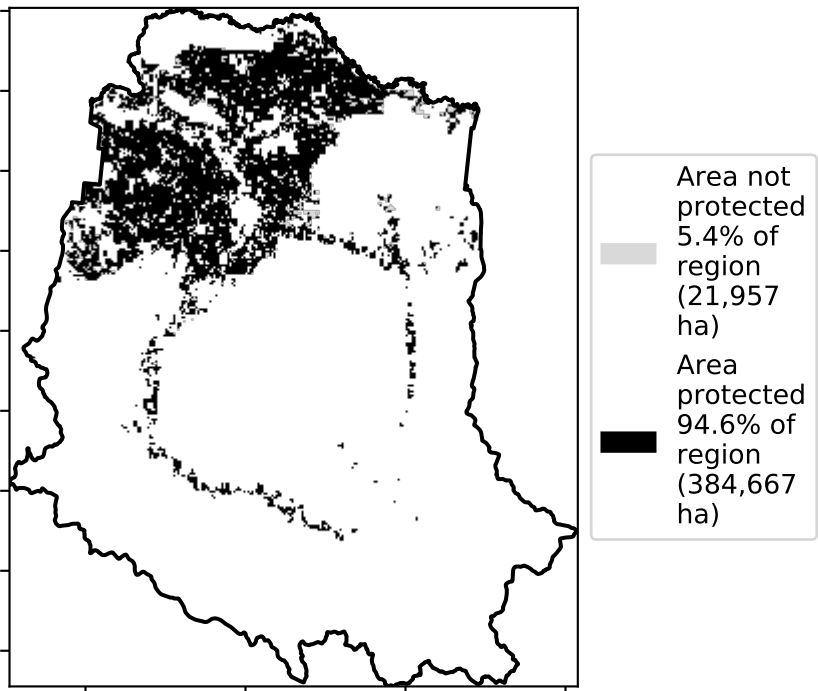 Area not
protected
5.4% of
region
(21,957
ha)
Area
protected
94.6% of
region
(384,667
ha)